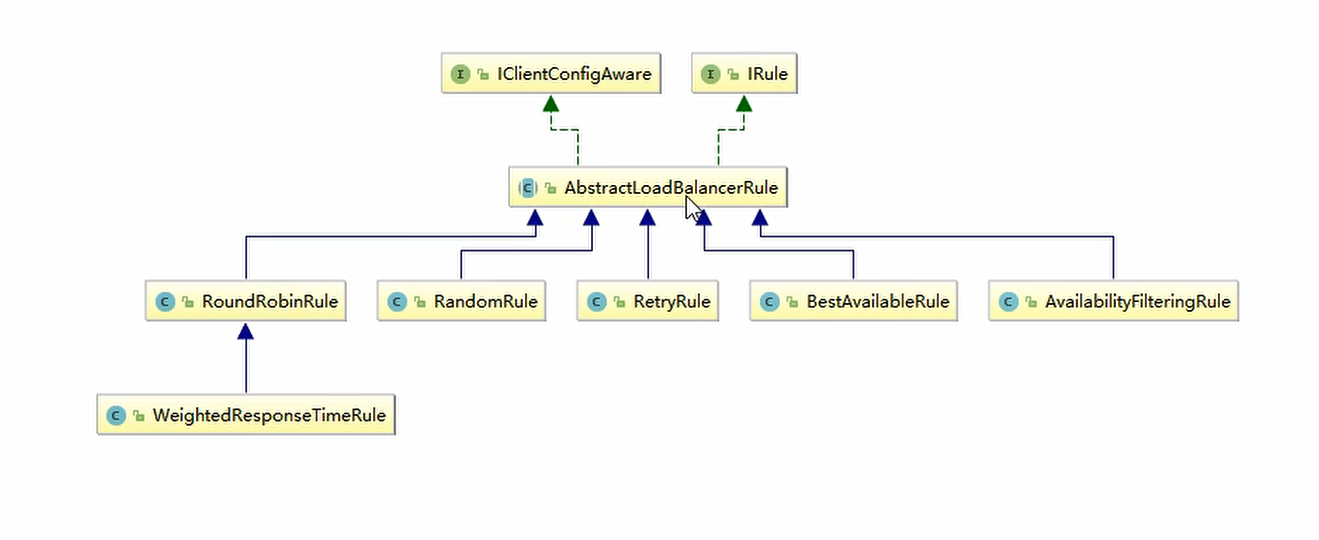 IClientConfigAware
IRule
AbstractLoadBalancerRule
RoundRobinRule
RandomRule
RetryRule
BestAvailableRule
AvailabilityFilteringRule
WeightedResponseTimeRule